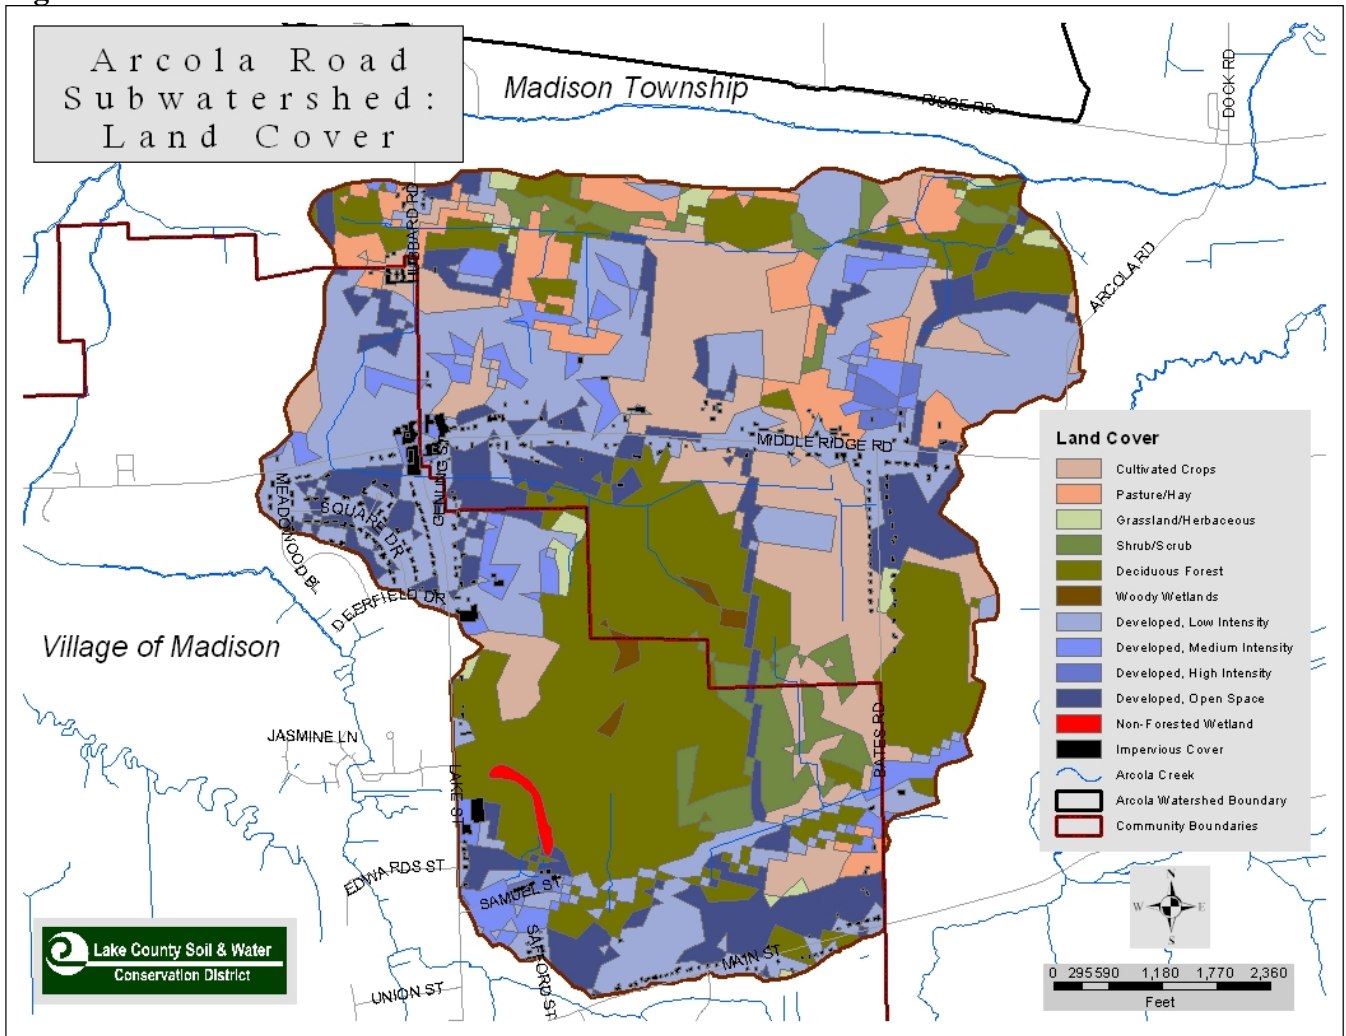 Arcola Road
Subwatershed:
Land Cover
Madison Township
RIDGE RD
DOCK RD
HUBBARD RD
ARCOLA RD
MIDDLE RIDGE RD
GENUNG ST
MEADOWOOD BL
SQUARE DR
DEERFIELD DR
Village of Madison
JASMINE LN
LAKE ST
BATES RD
EDWARDS ST
SAMUEL ST
SAFFORD ST
MAIN ST
UNION ST
Land Cover
Cultivated Crops
Pasture/Hay
Grassland/Herbaceous
Shrub/Scrub
Deciduous Forest
Woody Wetlands
Developed, Low Intensity
Developed, Medium Intensity
Developed, High Intensity
Developed, Open Space
Non-Forested Wetland
Impervious Cover
Arcola Creek
Arcola Watershed Boundary
Community Boundaries
N
W E
S
0 295590 1,180 1,770 2,360
Feet
Lake County Soil & Water
Conservation District